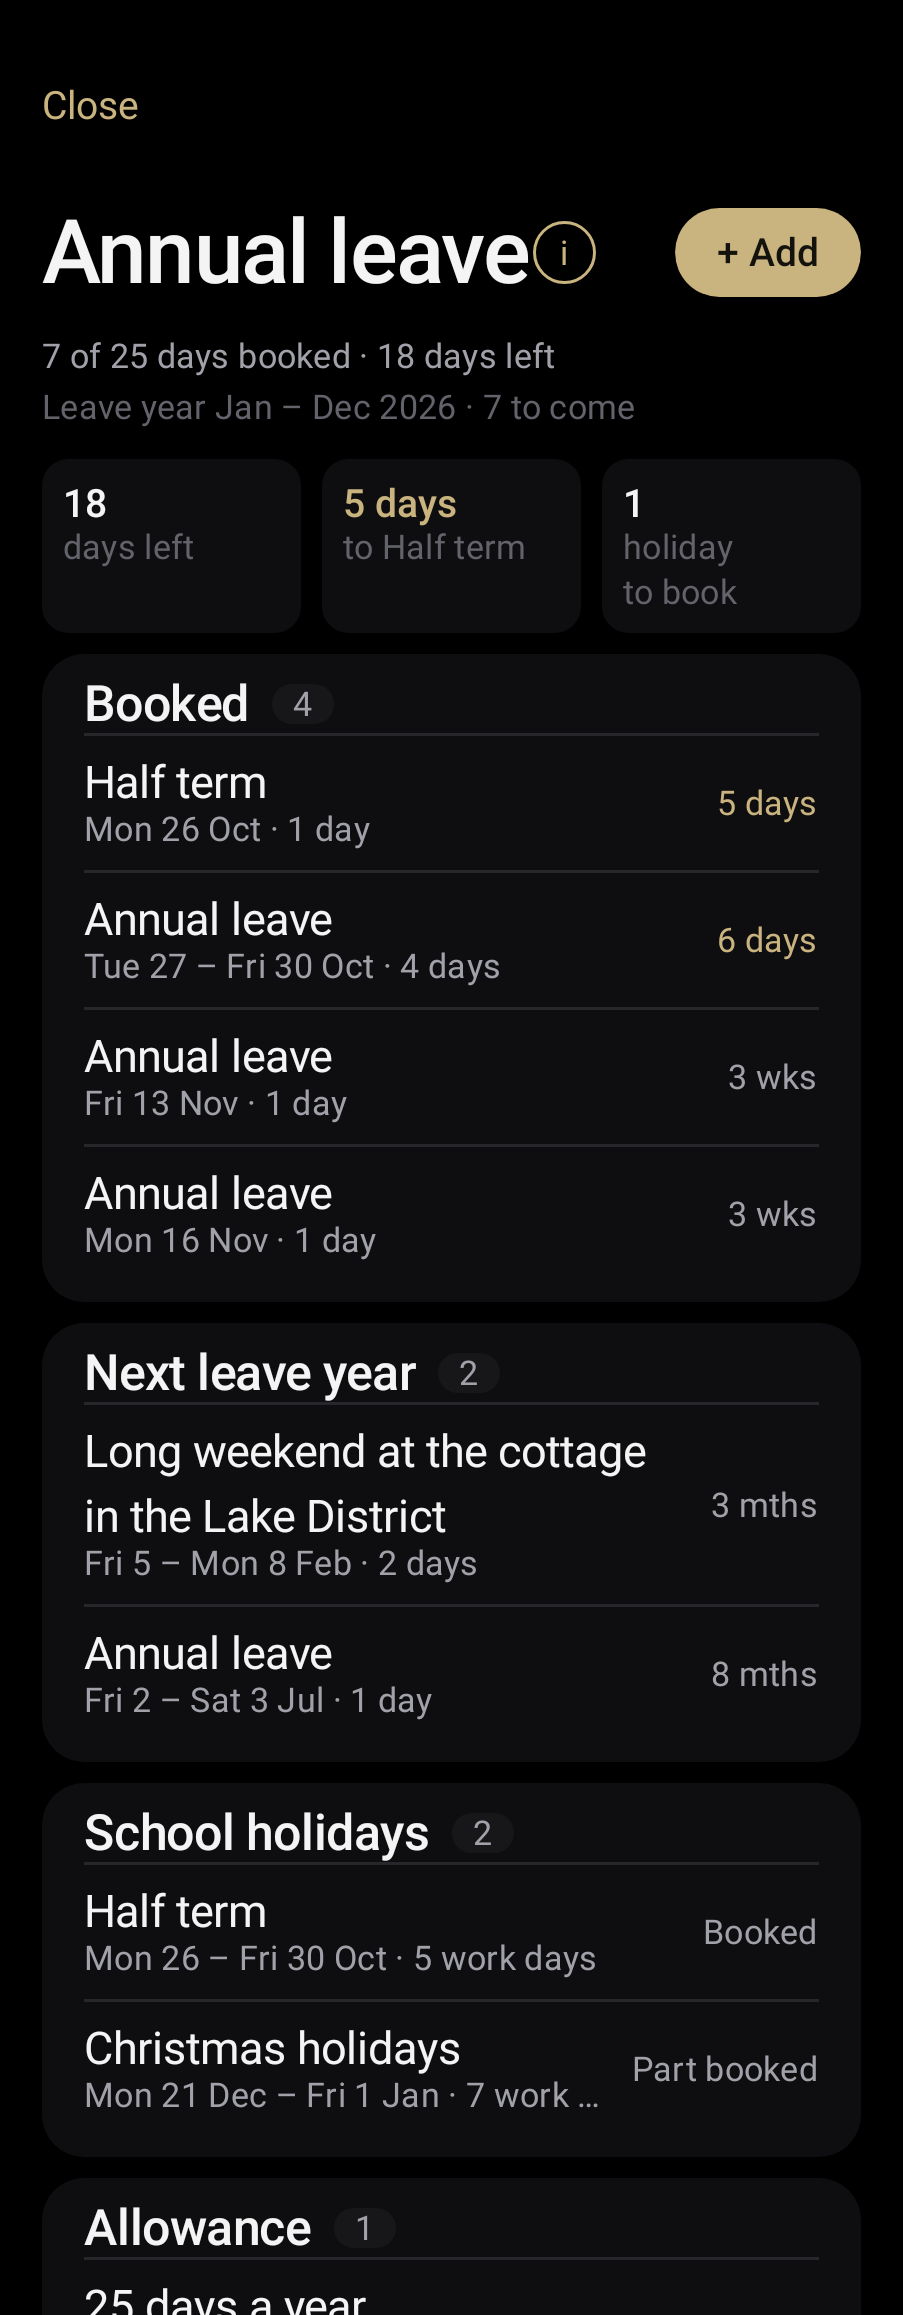 Close
Annual leave i
+ Add
7 of 25 days booked · 18 days left
Leave year Jan – Dec 2026 · 7 to come
18
days left
5 days
to Half term
1
holiday
to book
Booked 4
Half term
Mon 26 Oct · 1 day
5 days
Annual leave
Tue 27 – Fri 30 Oct · 4 days
6 days
Annual leave
Fri 13 Nov · 1 day
3 wks
Annual leave
Mon 16 Nov · 1 day
3 wks
Next leave year 2
Long weekend at the cottage
in the Lake District
Fri 5 – Mon 8 Feb · 2 days
3 mths
Annual leave
Fri 2 – Sat 3 Jul · 1 day
8 mths
School holidays 2
Half term
Mon 26 – Fri 30 Oct · 5 work days
Booked
Christmas holidays
Mon 21 Dec – Fri 1 Jan · 7 work ...
Part booked
Allowance 1
25 days a year